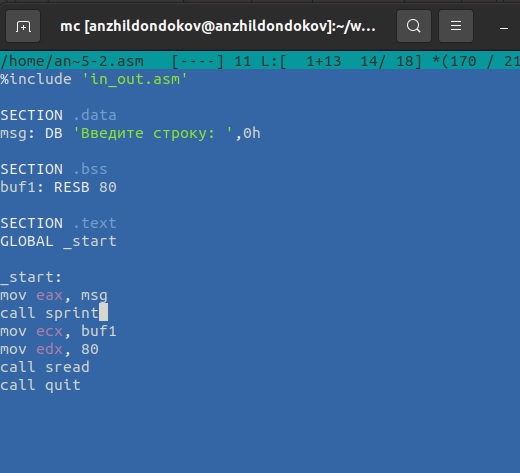 mc [anzhildondokov@anzhildondokov]:~/w...
/home/an~5-2.asm [----] 11 L:[ 1+13 14/ 18] *(170 / 21
%include 'in_out.asm'
SECTION .data
msg: DB 'Введите строку: ',0h
SECTION .bss
buf1: RESB 80
SECTION .text
GLOBAL _start
_start:
mov eax, msg
call sprint
mov ecx, buf1
mov edx, 80
call sread
call quit